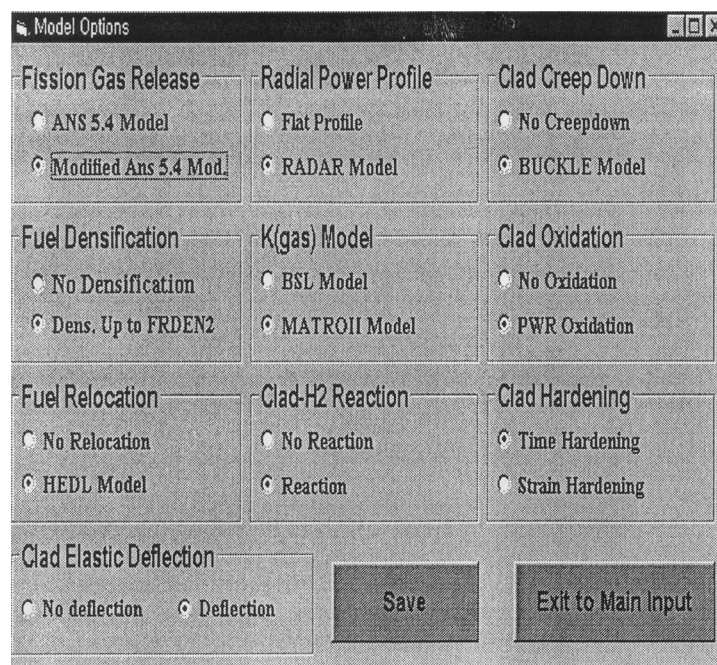 Model Options
Fission Gas Release
ANS 5.4 Model
Modified Ans 5.4 Mod.
Radial Power Profile
Flat Profile
RADAR Model
Clad Creep Down
No Creepdown
BUCKLE Model
Fuel Densification
No Densification
Dens. Up to FRDEN2
K(gas) Model
BSL Model
MATROII Model
Clad Oxidation
No Oxidation
PWR Oxidation
Fuel Relocation
No Relocation
HEDL Model
Clad-H2 Reaction
No Reaction
Reaction
Clad Hardening
Time Hardening
Strain Hardening
Clad Elastic Deflection
No deflection
Deflection
Save
Exit to Main Input